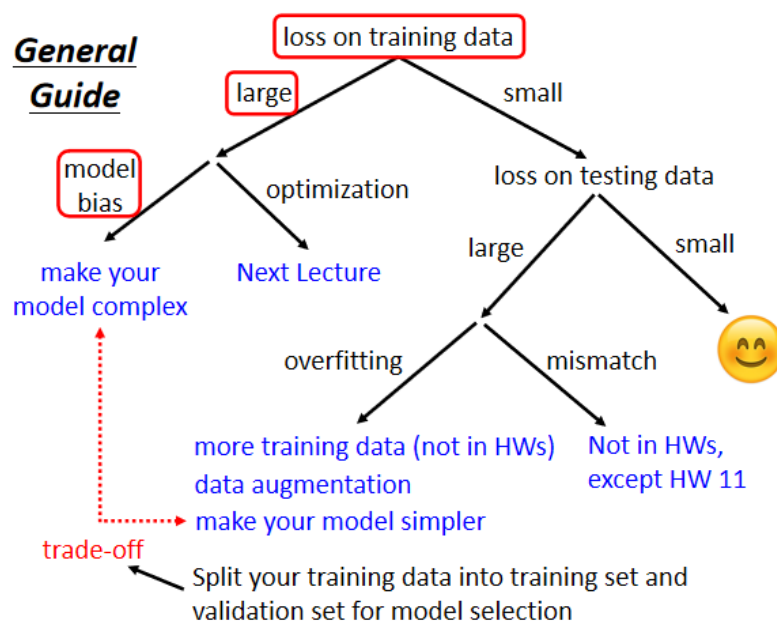 General
Guide
loss on training data
large
small
model
bias
optimization
loss on testing data
make your
model complex
Next Lecture
large
small
overfitting
mismatch
more training data (not in HWs)
data augmentation
make your model simpler
Not in HWs,
except HW 11
trade-off
Split your training data into training set and
validation set for model selection